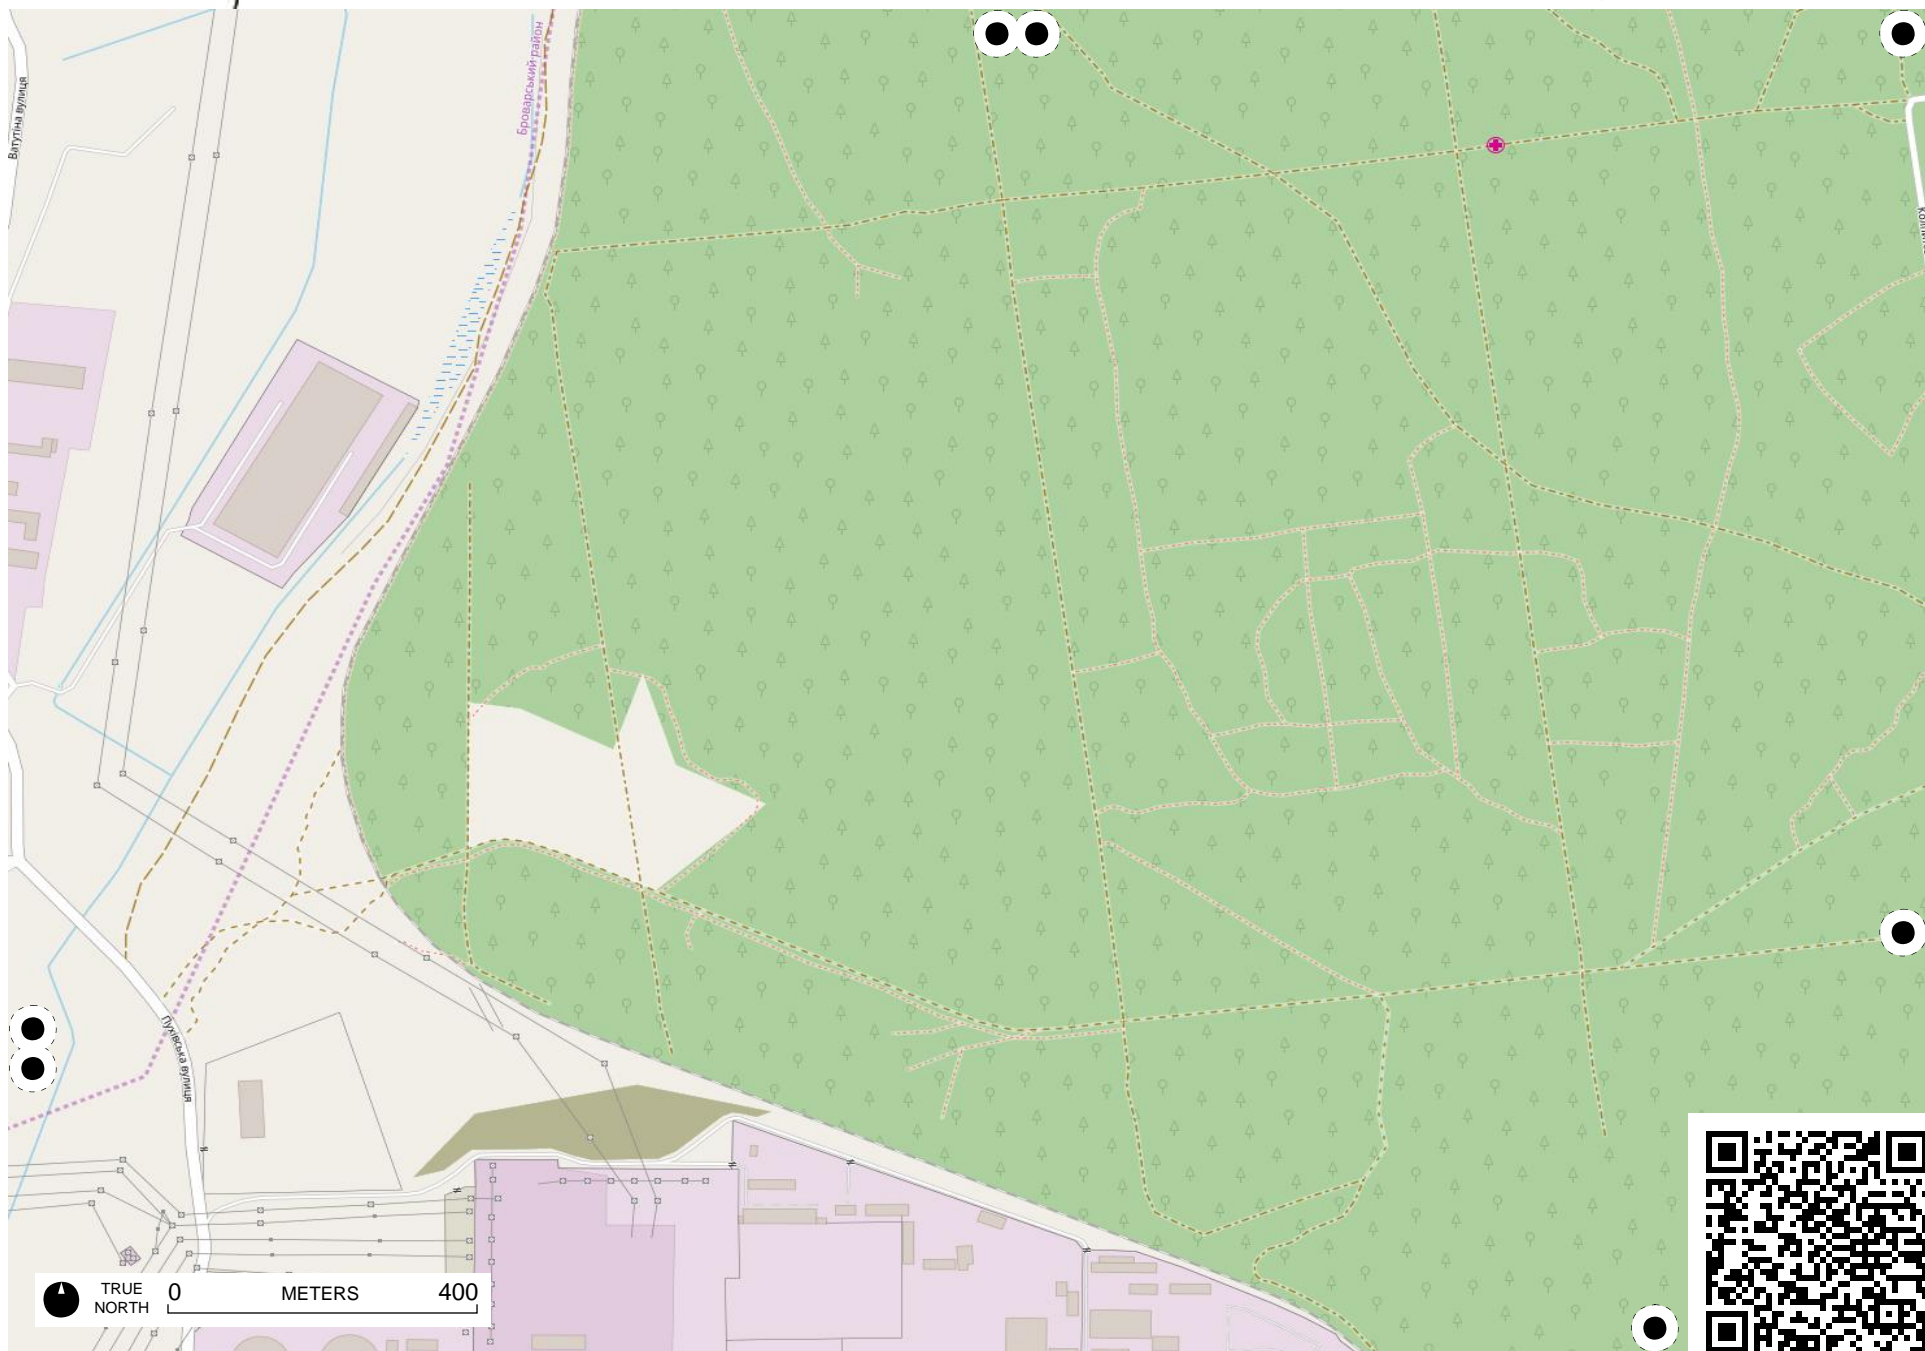 Ватутіна вулиця
Броварський район
Пухівська вулиця
TRUE
NORTH
0 METERS 400